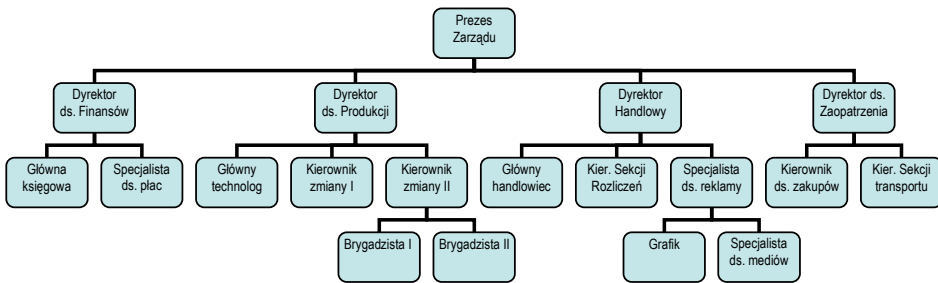 Prezes
Zarządu
Dyrektor
ds. Finansów
Dyrektor
ds. Produkcji
Dyrektor
Handlowy
Dyrektor ds.
Zaopatrzenia
Główna
księgowa
Specjalista
ds. płac
Główny
technolog
Kierownik
zmiany I
Kierownik
zmiany II
Główny
handlowiec
Kier. Sekcji
Rozliczeń
Specjalista
ds. reklamy
Kierownik
ds. zakupów
Kier. Sekcji
transportu
Brygadzista I
Brygadzista II
Grafik
Specjalista
ds. mediów